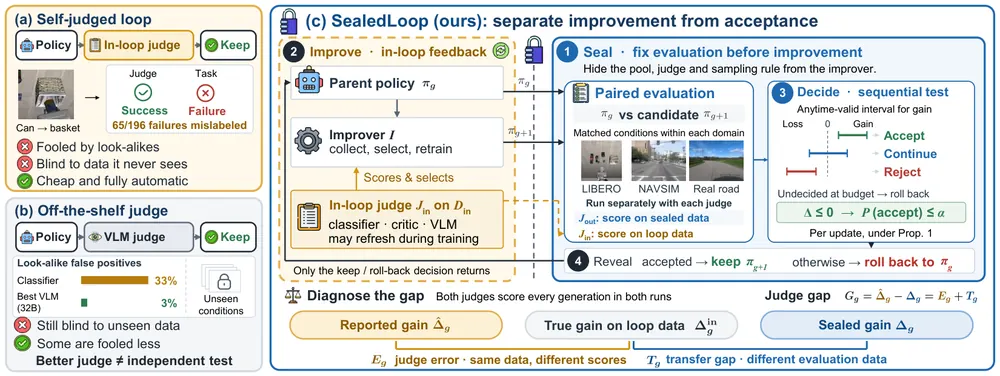 (a) Self-judged loop
Policy
In-loop judge
Keep
Judge
Task
Success
Failure
65/196 failures mislabeled
Can → basket
Fooled by look-alikes
Blind to data it never sees
Cheap and fully automatic
(b) Off-the-shelf judge
Policy
VLM judge
Keep
Look-alike false positives
Classifier
33%
Best VLM
(32B)
3%
Unseen
conditions
Still blind to unseen data
Some are fooled less
Better judge ≠ independent test
(c) SealedLoop (ours): separate improvement from acceptance
2 Improve · in-loop feedback
Parent policy π_g
Improver I
collect, select, retrain
Scores & selects
In-loop judge J_in on D_in
classifier · critic · VLM
may refresh during training
Only the keep / roll-back decision returns
π_g
π_{g+1}
1 Seal · fix evaluation before improvement
Hide the pool, judge and sampling rule from the improver.
Paired evaluation
π_g vs candidate π_{g+1}
Matched conditions within each domain
LIBERO
NAVSIM
Real road
Run separately with each judge
J_out: score on sealed data
J_in: score on loop data
3 Decide · sequential test
Anytime-valid interval for gain
Loss
0
Gain
Accept
Continue
Reject
Undecided at budget → roll back
Δ ≤ 0 → P (accept) ≤ α
Per update, under Prop. 1
4 Reveal accepted → keep π_{g+1} otherwise → roll back to π_g
Diagnose the gap
Both judges score every generation in both runs
Judge gap G_g = Δ̂_g - Δ_g = E_g + T_g
Reported gain Δ̂_g
True gain on loop data Δ_g^in
Sealed gain Δ_g
E_g judge error · same data, different scores
T_g transfer gap · different evaluation data